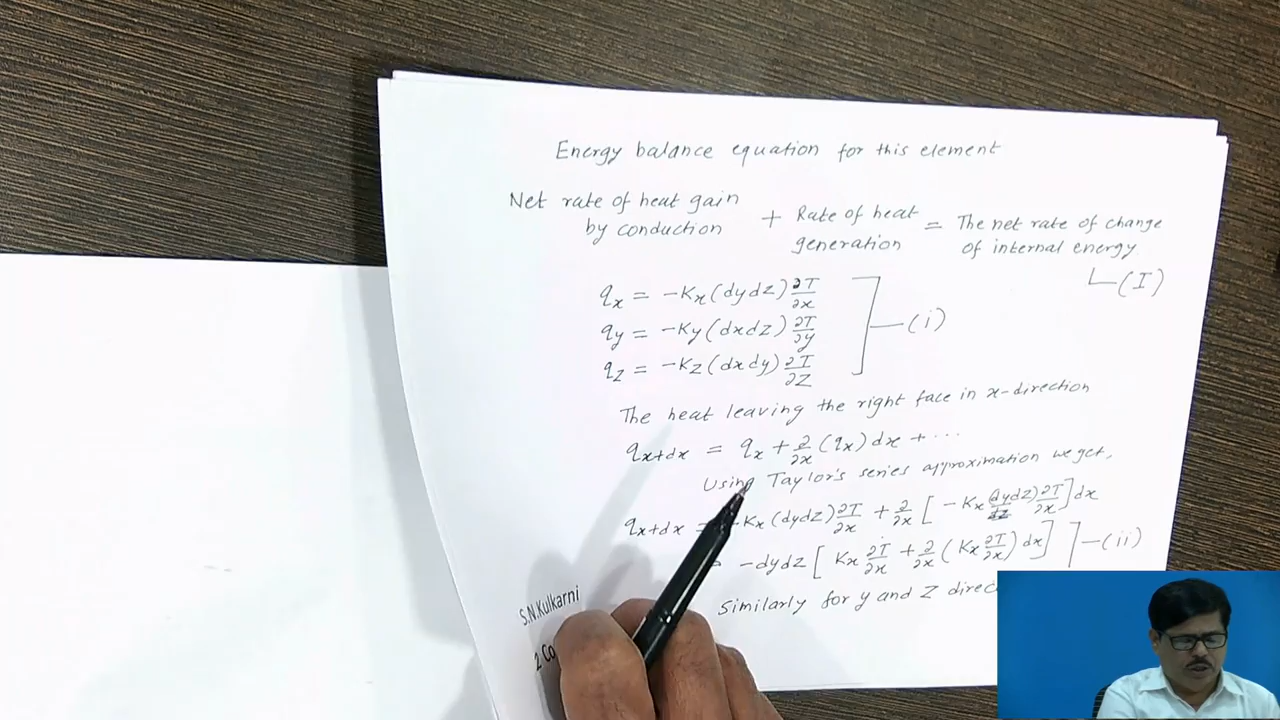 Energy balance equation for this element
Net rate of heat gain by conduction + Rate of heat generation = The net rate of change of internal energy.
(I)
qx = -Kx (dydz) ∂T/∂x
qy = -Ky (dxdz) ∂T/∂y
qz = -Kz (dxdy) ∂T/∂z
(i)
The heat leaving the right face in x-direction
qx+dx = qx + ∂/∂x (qx) dx + ...
Using Taylor's series approximation we get,
qx+dx = -Kx (dydz) ∂T/∂x + ∂/∂x [ -Kx (dydz) ∂T/∂x ] dx
= -dydz [ Kx ∂T/∂x + ∂/∂x ( Kx ∂T/∂x ) dx ] (ii)
Similarly for y and z
S.N.Kulkarni
2